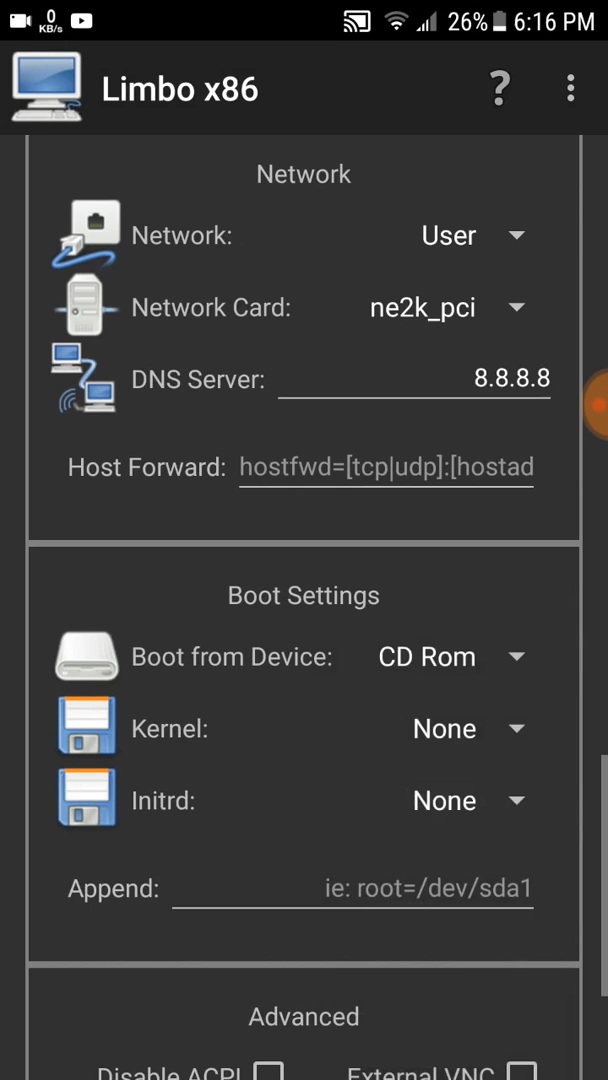 0
KB/s
26% 6:16 PM
Limbo x86
?
Network
Network: User
Network Card: ne2k_pci
DNS Server: 8.8.8.8
Host Forward: hostfwd=[tcp|udp]:[hostad
Boot Settings
Boot from Device: CD Rom
Kernel: None
Initrd: None
Append: ie: root=/dev/sda1
Advanced
Disable ACPI External VNC